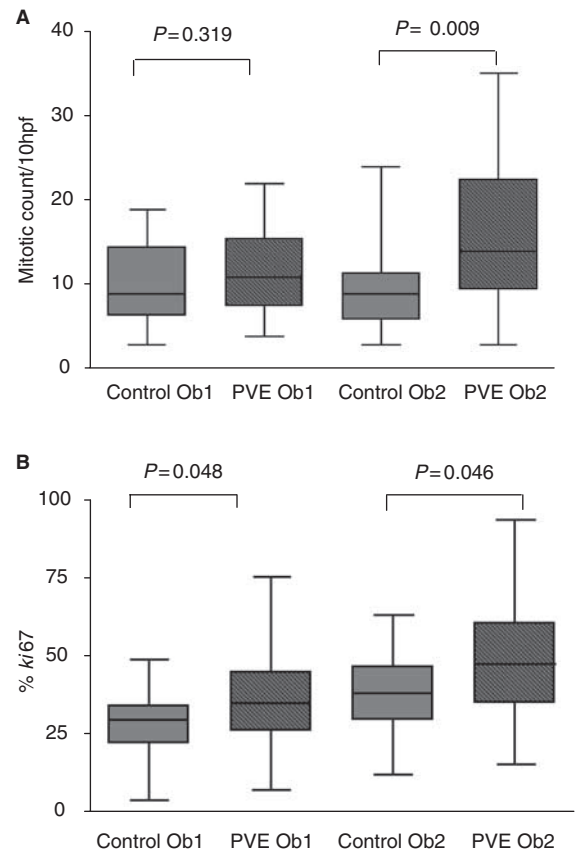 A
P=0.319
P= 0.009
40
30
20
10
0
Mitotic count/10hpf
Control Ob1 PVE Ob1 Control Ob2 PVE Ob2
B
P=0.048
P=0.046
100
75
50
25
0
% ki67
Control Ob1 PVE Ob1 Control Ob2 PVE Ob2